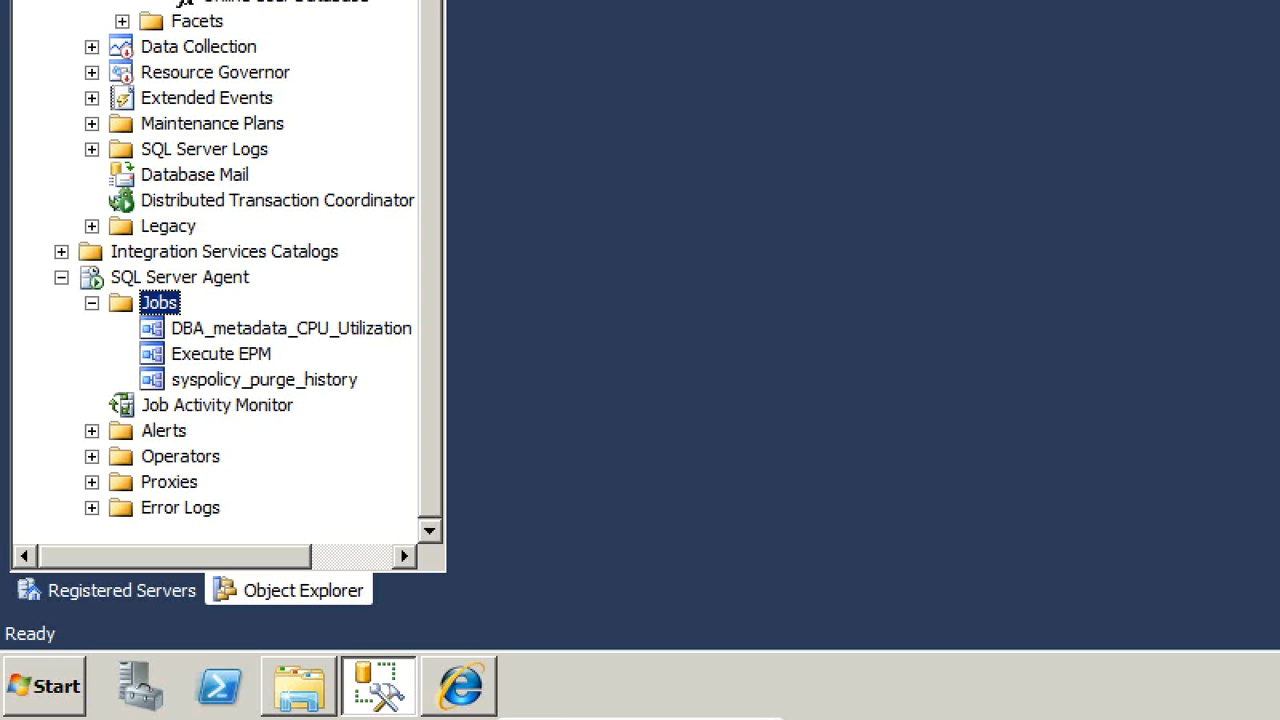 Facets
Data Collection
Resource Governor
Extended Events
Maintenance Plans
SQL Server Logs
Database Mail
Distributed Transaction Coordinator
Legacy
Integration Services Catalogs
SQL Server Agent
Jobs
DBA_metadata_CPU_Utilization
Execute EPM
syspolicy_purge_history
Job Activity Monitor
Alerts
Operators
Proxies
Error Logs
Registered Servers
Object Explorer
Ready
Start